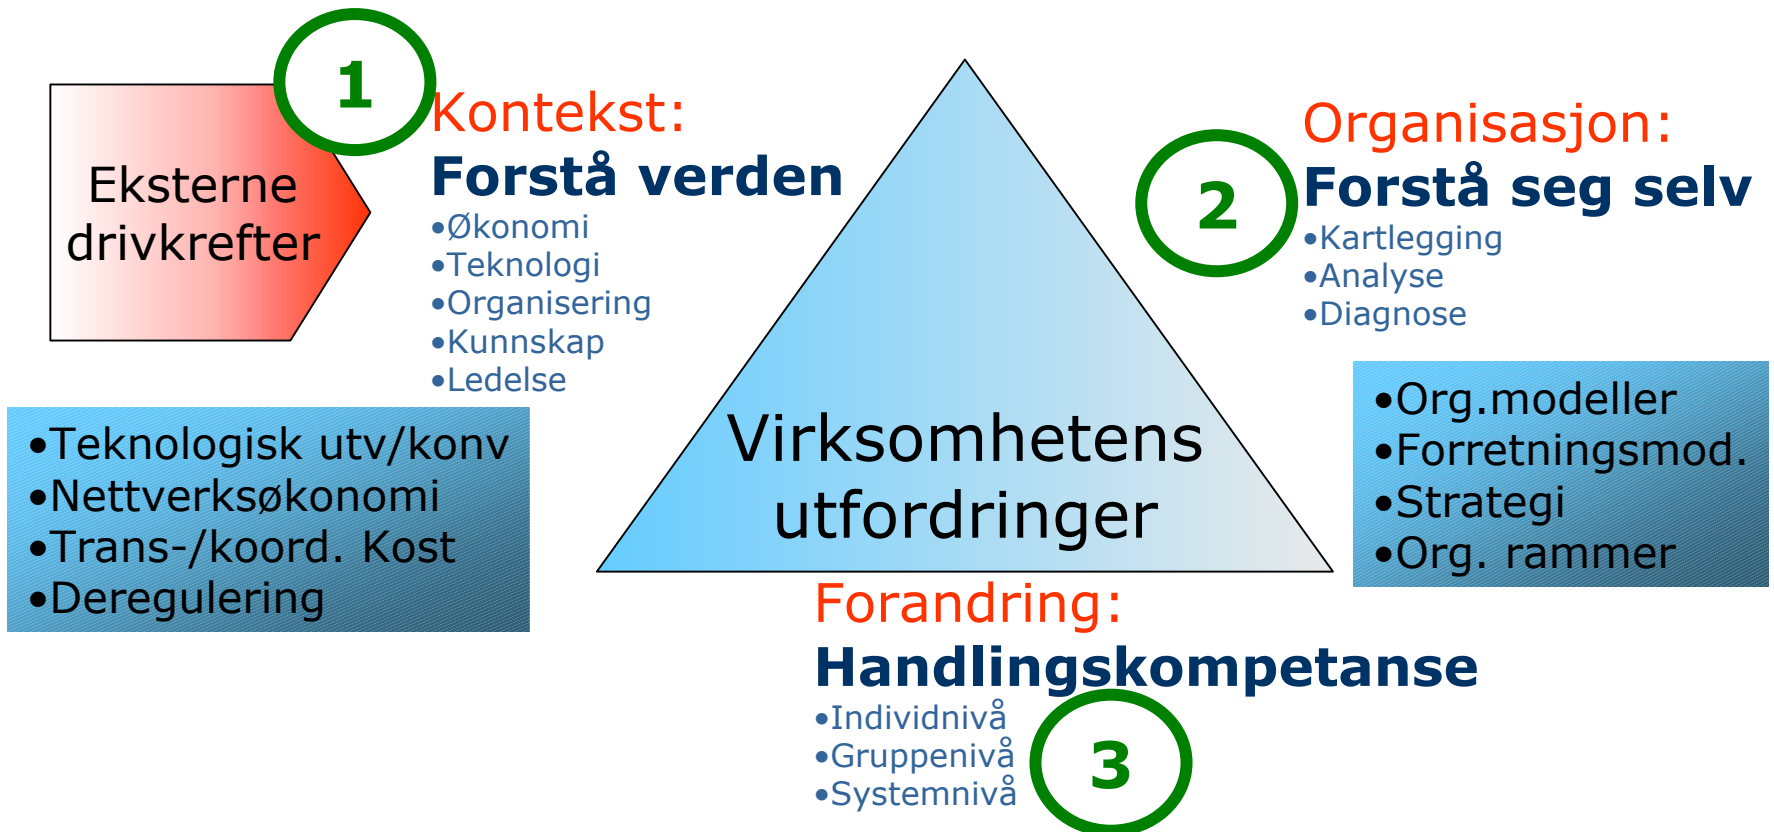 1
Eksterne
drivkrefter
Kontekst:
Forstå verden
•Økonomi
•Teknologi
•Organisering
•Kunnskap
•Ledelse
•Teknologisk utv/konv
•Nettverksøkonomi
•Trans-/koord. Kost
•Deregulering
Virksomhetens
utfordringer
2
Organisasjon:
Forstå seg selv
•Kartlegging
•Analyse
•Diagnose
•Org.modeller
•Forretningsmod.
•Strategi
•Org. rammer
Forandring:
Handlingskompetanse
•Individnivå
•Gruppenivå
•Systemnivå
3